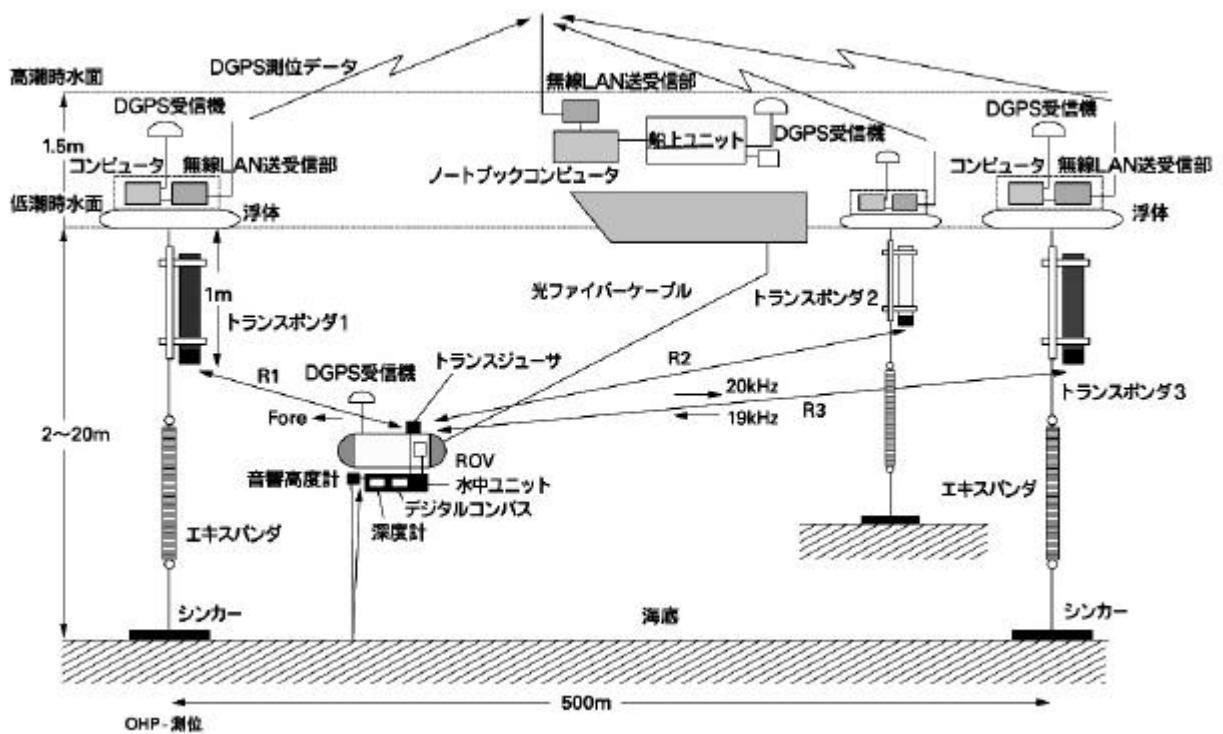 DGPS測位データ
高潮時水面
無線LAN送受信部
DGPS受信機
DGPS受信機
DGPS受信機
1.5m
船上ユニット
コンピュータ
無線LAN送受信部
コンピュータ
無線LAN送受信部
ノートブックコンピュータ
低潮時水面
浮体
浮体
光ファイバーケーブル
1m
トランスポンダ2
トランスポンダ1
トランスジューサ
R2
R1
DGPS受信機
20kHz
トランスポンダ3
Fore
19kHz
R3
2～20m
ROV
音響高度計
水中ユニット
エキスパンダ
デジタルコンパス
エキスパンダ
深度計
シンカー
海底
シンカー
500m
OHP-測位